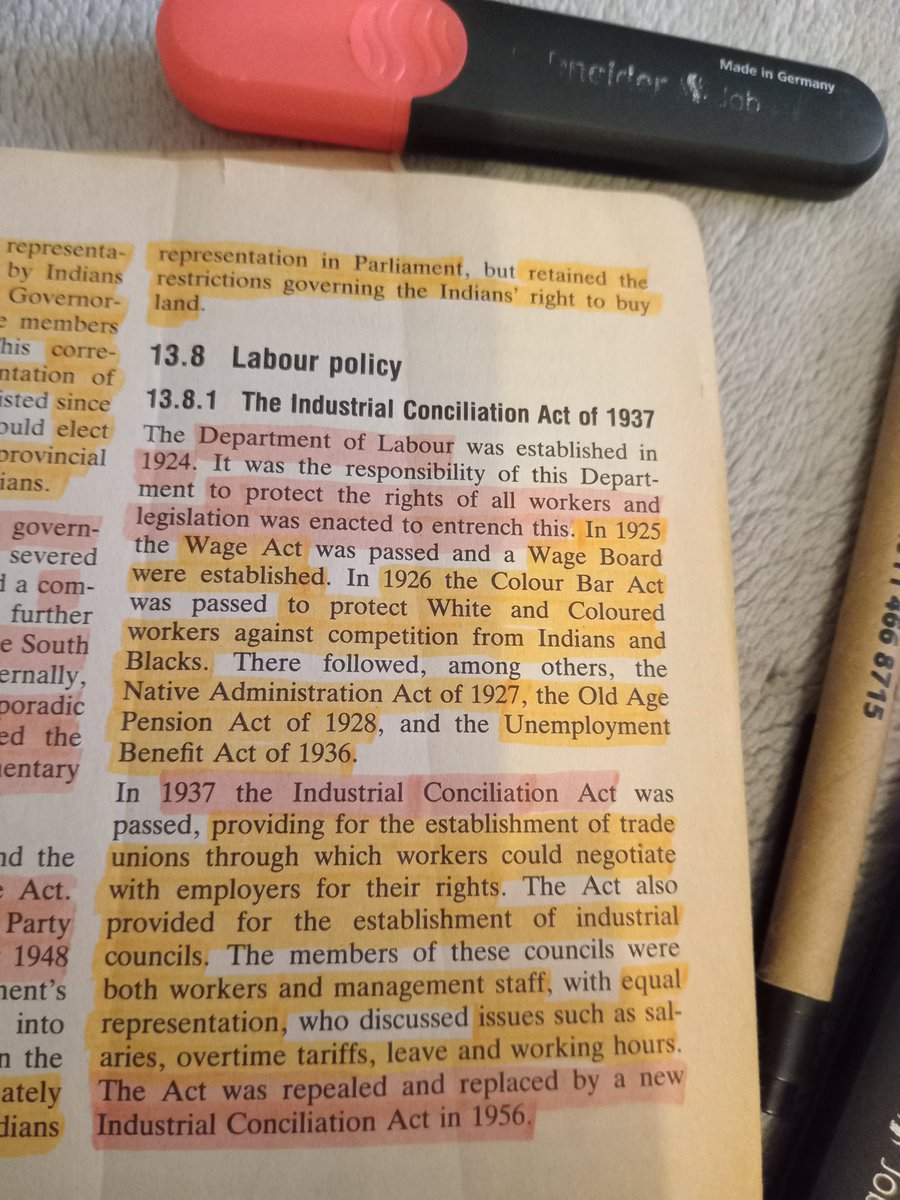 Made in Germany
Job
representa-
by Indians
Governor-
members
corre-
ntation of
isted since
ould elect
provincial
ians.
govern-
severed
a com-
further
e South
ernally,
poradic
ed the
mentary
nd the
Act.
Party
1948
ment's
into
n the
ately
dians
representation in Parliament, but retained the
restrictions governing the Indians' right to buy
land.
13.8 Labour policy
13.8.1 The Industrial Conciliation Act of 1937
The Department of Labour was established in
1924. It was the responsibility of this Depart-
ment to protect the rights of all workers and
legislation was enacted to entrench this. In 1925
the Wage Act was passed and a Wage Board
were established. In 1926 the Colour Bar Act
was passed to protect White and Coloured
workers against competition from Indians and
Blacks. There followed, among others, the
Native Administration Act of 1927, the Old Age
Pension Act of 1928, and the Unemployment
Benefit Act of 1936.
In 1937 the Industrial Conciliation Act was
passed, providing for the establishment of trade
unions through which workers could negotiate
with employers for their rights. The Act also
provided for the establishment of industrial
councils. The members of these councils were
both workers and management staff, with equal
representation, who discussed issues such as sal-
aries, overtime tariffs, leave and working hours.
The Act was repealed and replaced by a new
Industrial Conciliation Act in 1956.
466 8715